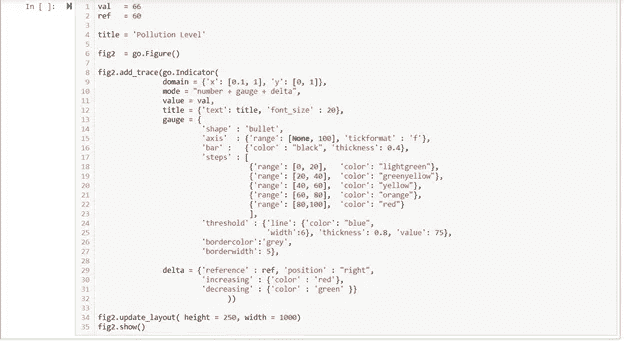 In [ ]:
1 val   = 66
2 ref   = 60
3
4 title = 'Pollution Level'
5
6 fig2  = go.Figure()
7
8 fig2.add_trace(go.Indicator(
9                 domain = {'x': [0.1, 1], 'y': [0, 1]},
10                 mode = "number + gauge + delta",
11                 value = val,
12                 title = {'text': title, 'font_size' : 20},
13                 gauge = {
14                          'shape' : 'bullet',
15                          'axis'  : {'range': [None, 100], 'tickformat' : 'f'},
16                          'bar' :   {'color' : "black", 'thickness': 0.4},
17                          'steps' : [
18                                     {'range': [0, 20],   'color': "lightgreen"},
19                                     {'range': [20, 40],  'color': "greenyellow"},
20                                     {'range': [40, 60],  'color': "yellow"},
21                                     {'range': [60, 80],  'color': "orange"},
22                                     {'range': [80,100],  'color': "red"}
23                                     ],
24                          'threshold' : {'line': {'color': "blue",
25                                         'width':6}, 'thickness': 0.8, 'value': 75},
26                          'bordercolor':'grey',
27                          'borderwidth': 5},
28
29                 delta = {'reference' : ref, 'position' : "right",
30                          'increasing' : {'color' : 'red'},
31                          'decreasing' : {'color' : 'green' }}
32                               ))
33
34 fig2.update_layout( height = 250, width = 1000)
35 fig2.show()